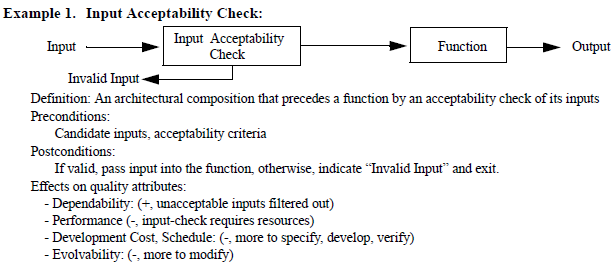 Example 1. Input Acceptability Check:
Input
Input Acceptability
Check
Function
Output
Invalid Input
Definition: An architectural composition that precedes a function by an acceptability check of its inputs
Preconditions:
Candidate inputs, acceptability criteria
Postconditions:
If valid, pass input into the function, otherwise, indicate “Invalid Input” and exit.
Effects on quality attributes:
- Dependability: (+, unacceptable inputs filtered out)
- Performance (-, input-check requires resources)
- Development Cost, Schedule: (-, more to specify, develop, verify)
- Evolvability: (-, more to modify)